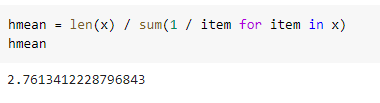 hmean = len(x) / sum(1 / item for item in x)
hmean
2.7613412228796843